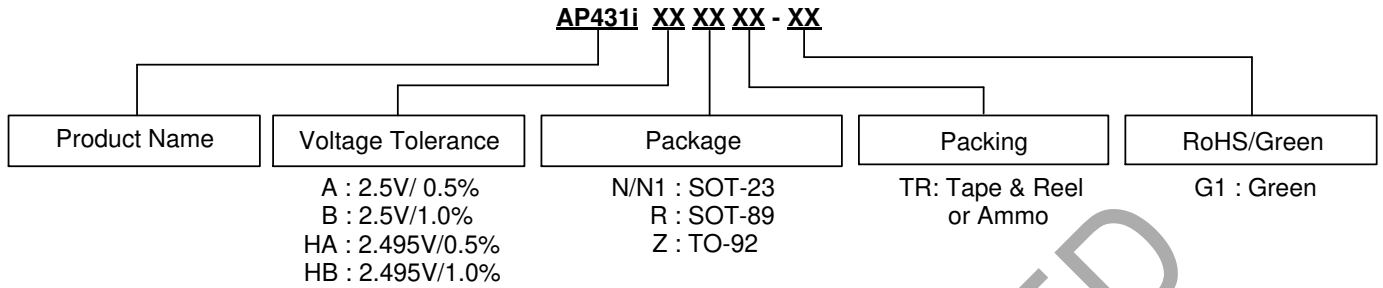 AP431i XX XX XX - XX
Product Name
Voltage Tolerance
Package
Packing
RoHS/Green
A : 2.5V/ 0.5%
B : 2.5V/1.0%
HA : 2.495V/0.5%
HB : 2.495V/1.0%
N/N1 : SOT-23
R : SOT-89
Z : TO-92
TR: Tape & Reel
or Ammo
G1 : Green